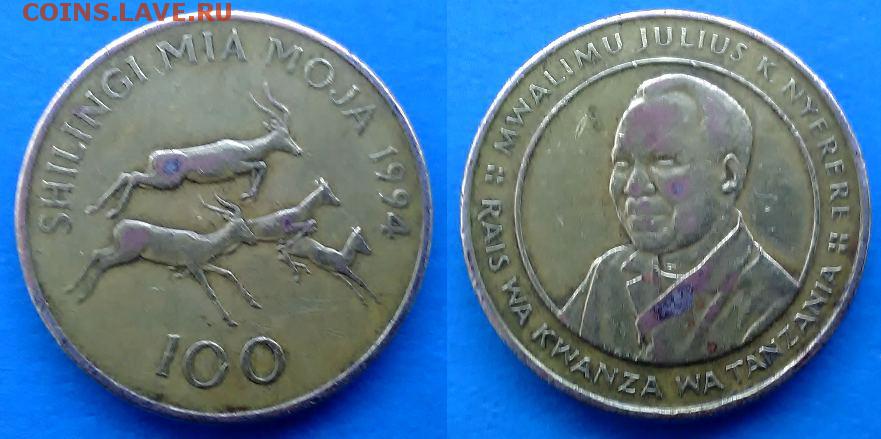 COINS.LAVE.RU
SHILINGI MIA MOJA 1994
100
MWALIMU JULIUS K NYERERE
RAIS WA KWANZA WA TANZANIA